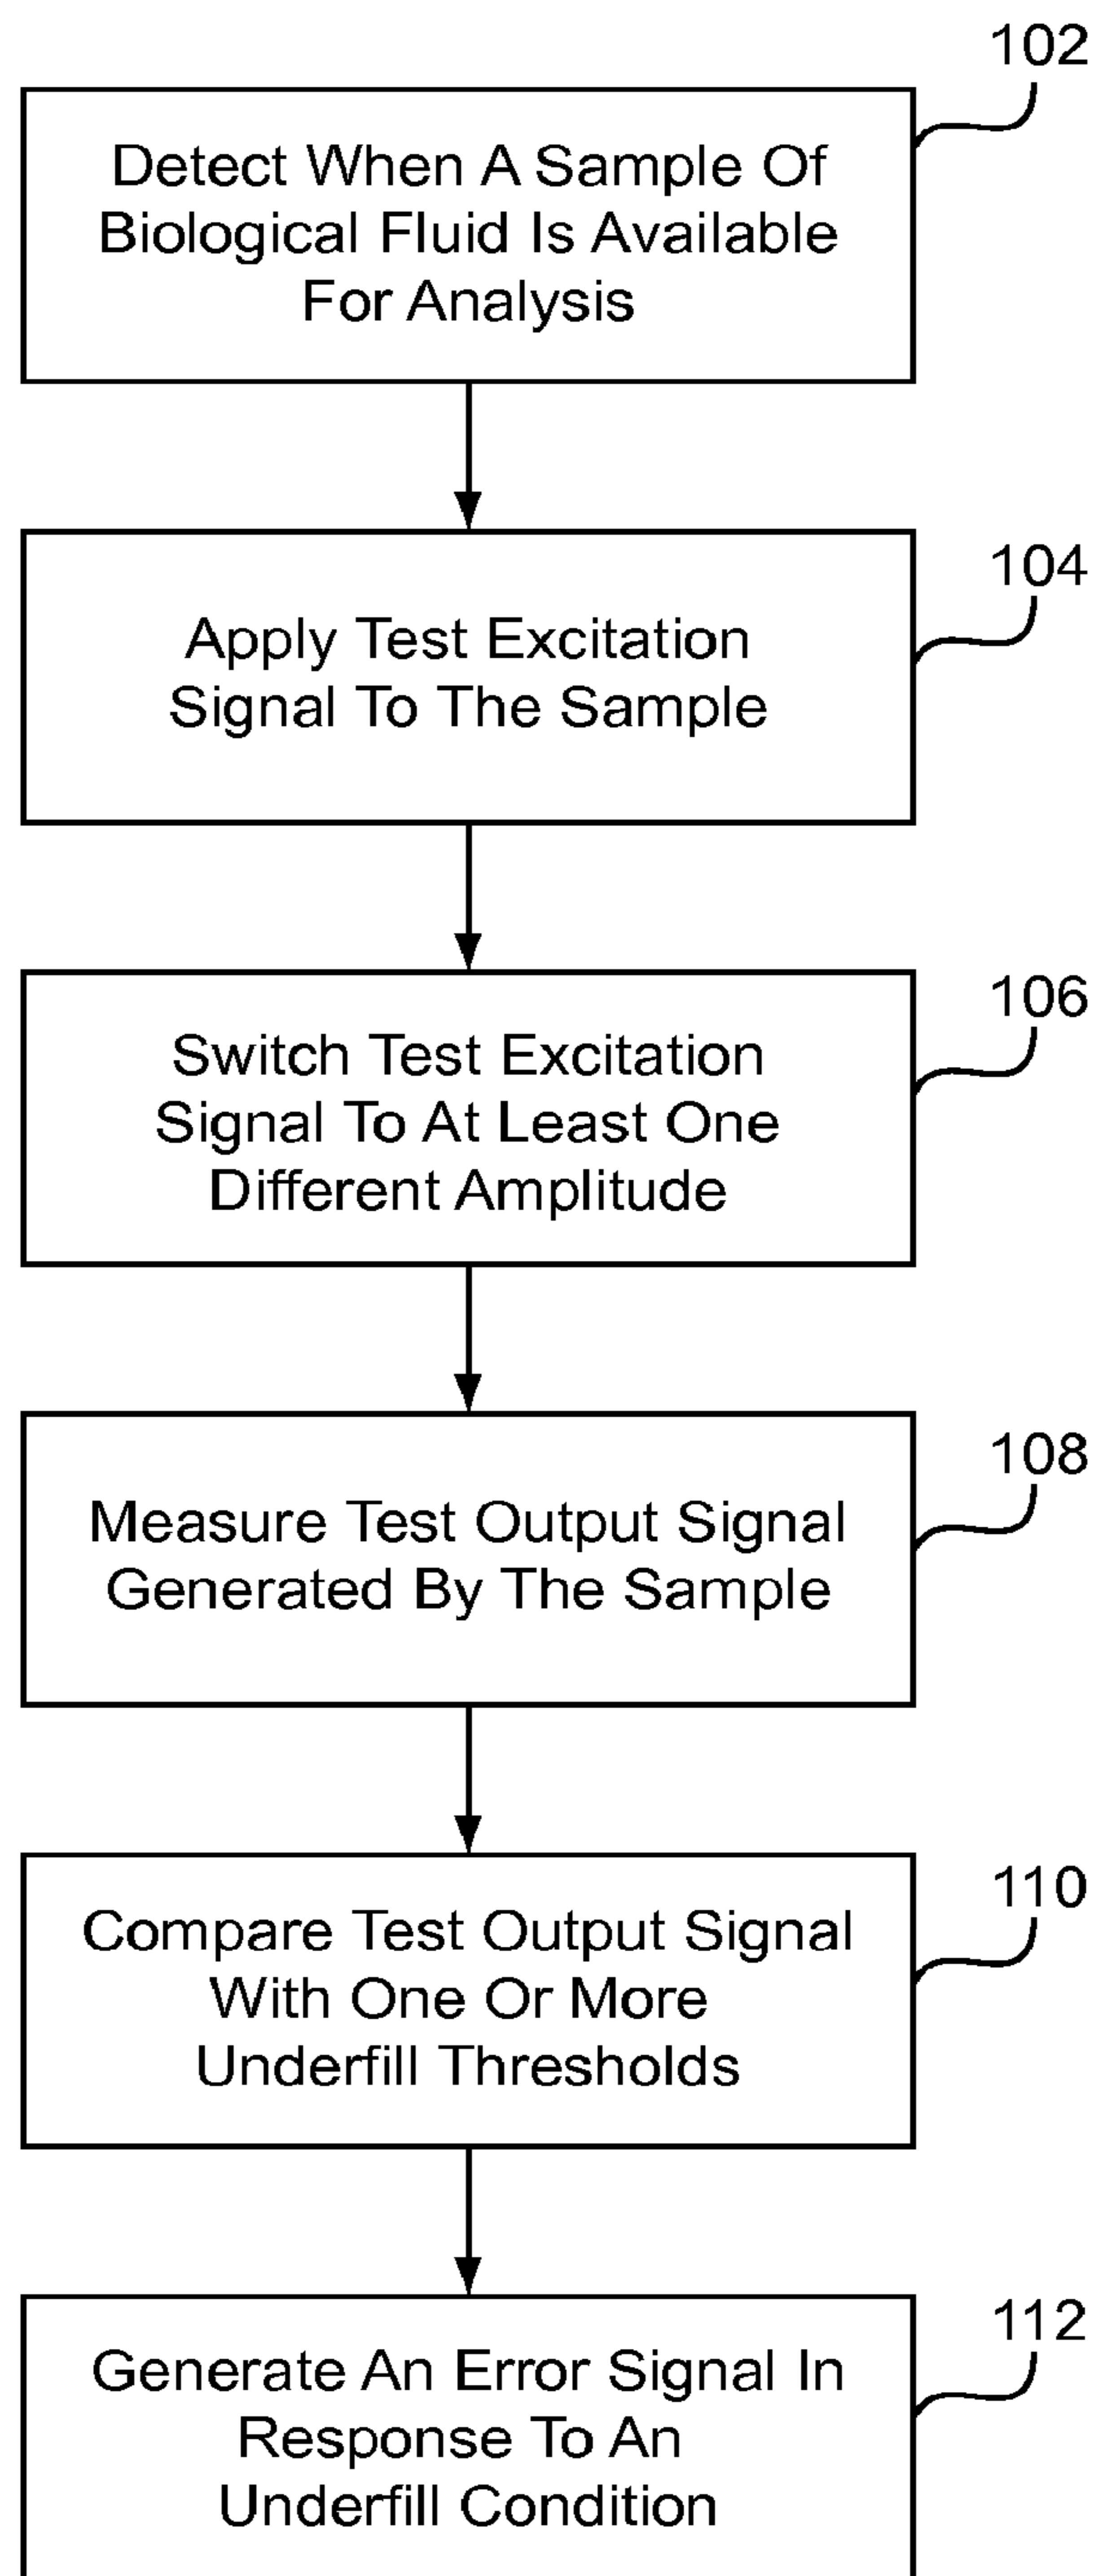 102
Detect When A Sample Of
Biological Fluid Is Available
For Analysis
104
Apply Test Excitation
Signal To The Sample
106
Switch Test Excitation
Signal To At Least One
Different Amplitude
108
Measure Test Output Signal
Generated By The Sample
110
Compare Test Output Signal
With One Or More
Underfill Thresholds
112
Generate An Error Signal In
Response To An
Underfill Condition